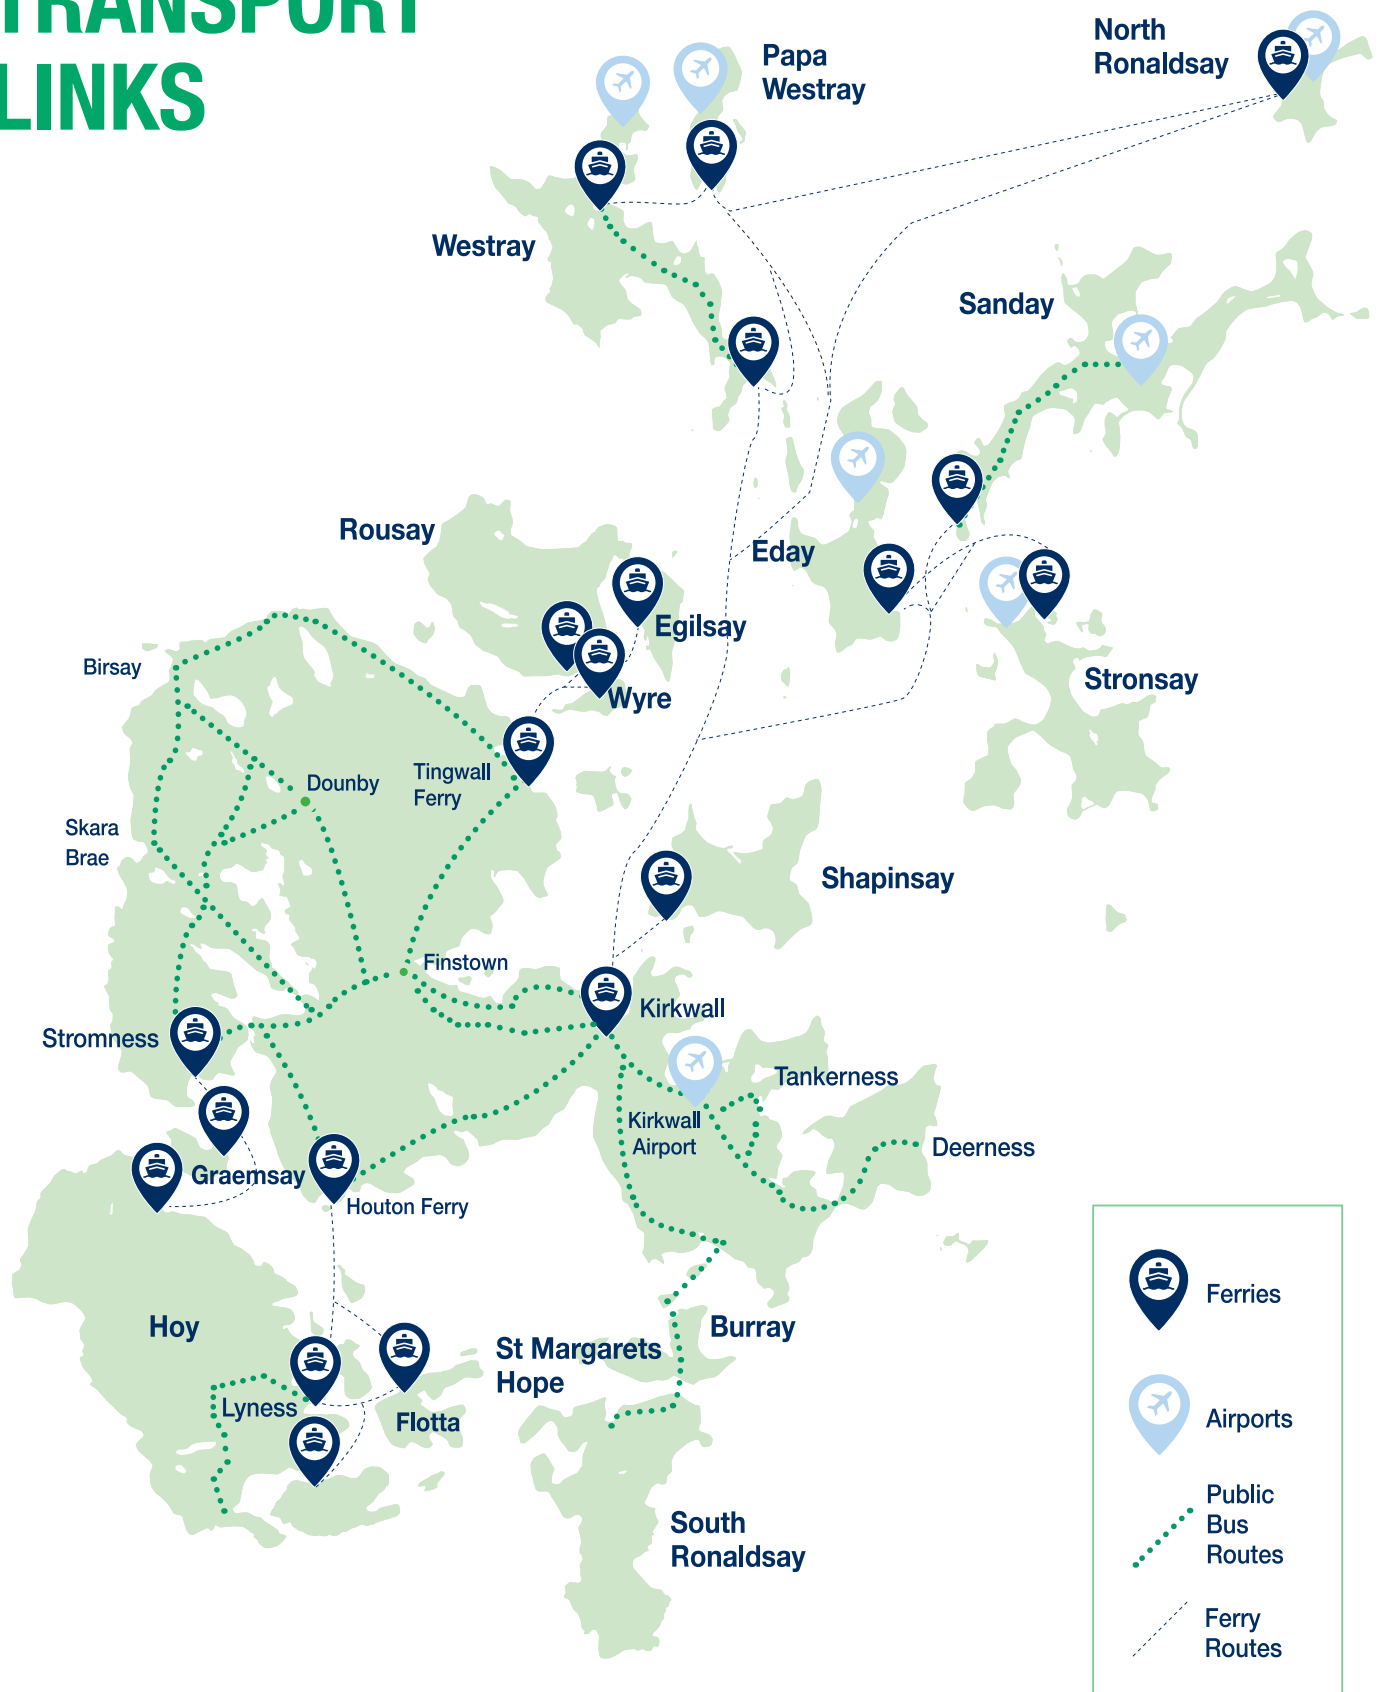 TRANSPORT
LINKS
North
Ronaldsay
Papa
Westray
Westray
Sanday
Rousay
Eday
Egilsay
Birsay
Stronsay
Wyre
Tingwall
Ferry
Dounby
Skara
Brae
Shapinsay
Finstown
Kirkwall
Stromness
Tankerness
Kirkwall
Airport
Deerness
Graemsay
Houton Ferry
Hoy
Burray
St Margarets
Hope
Lyness
Flotta
South
Ronaldsay
Ferries
Airports
Public
Bus
Routes
Ferry
Routes